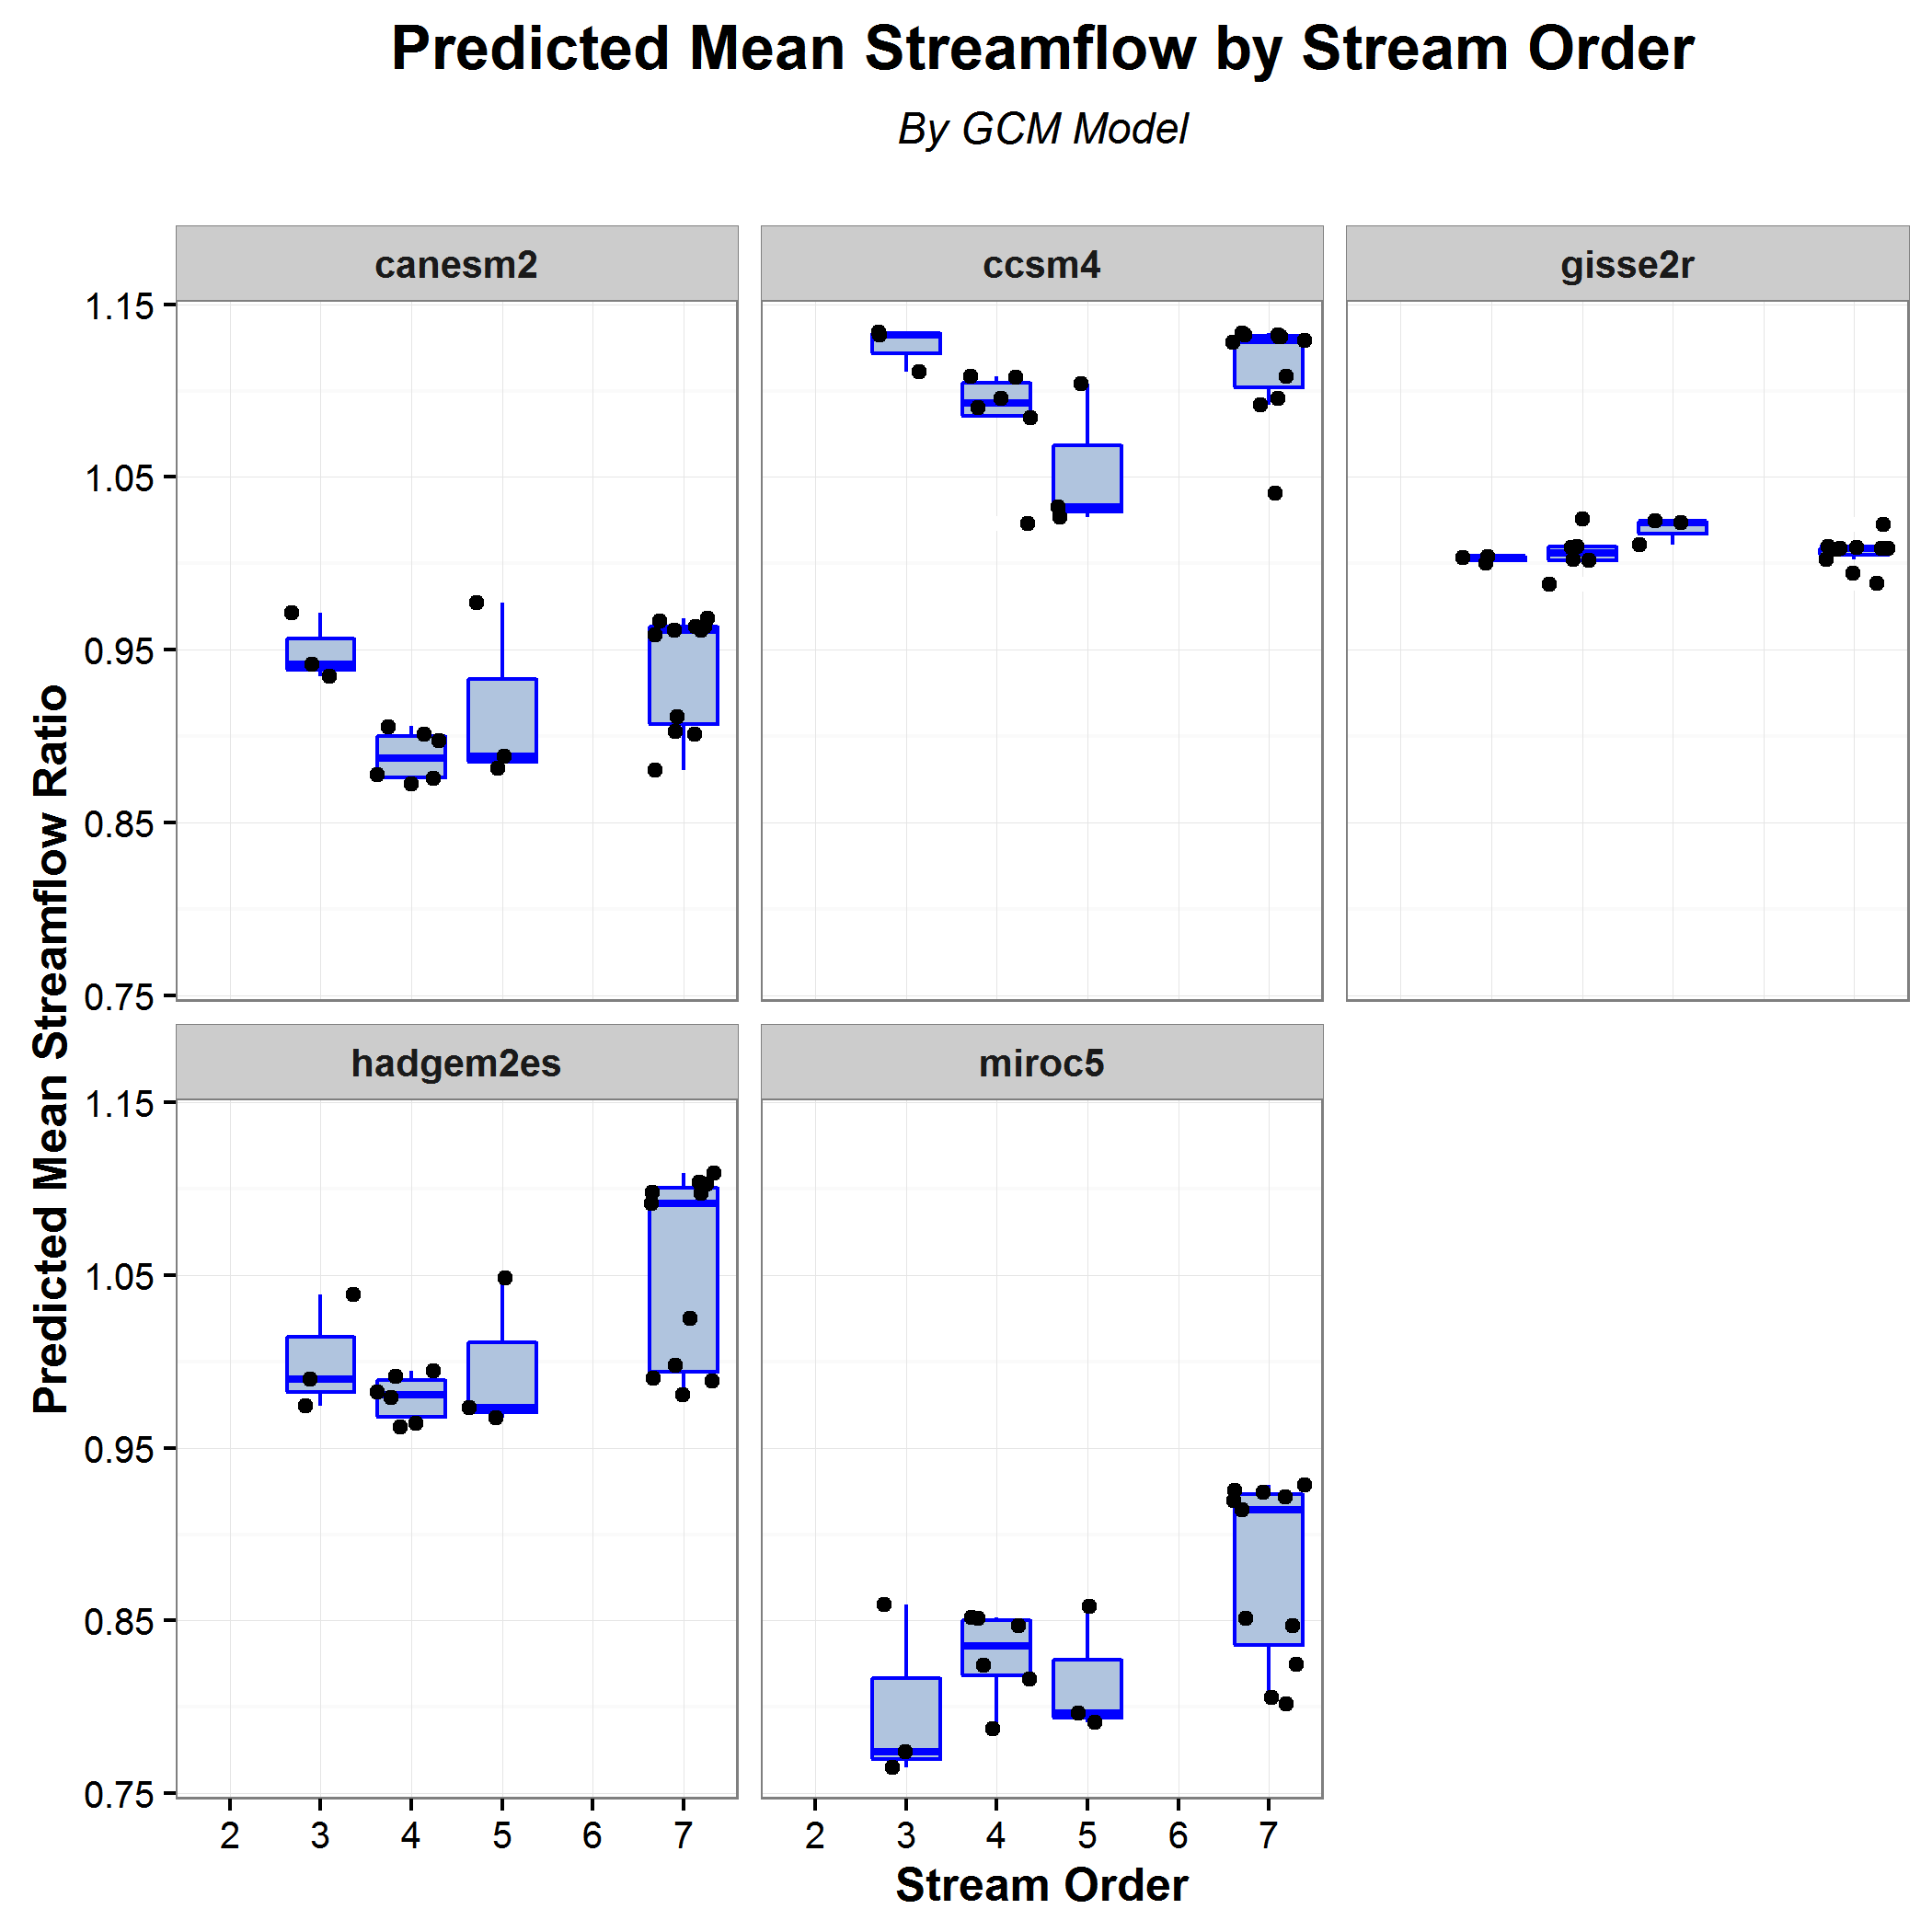 Predicted Mean Streamflow by Stream Order
By GCM Model
canesm2
ccsm4
gisse2r
1.15
1.05
0.95
0.85
0.75
Predicted Mean Streamflow Ratio
hadgem2es
miroc5
1.15
1.05
0.95
0.85
0.75
2 3 4 5 6 7
2 3 4 5 6 7
Stream Order